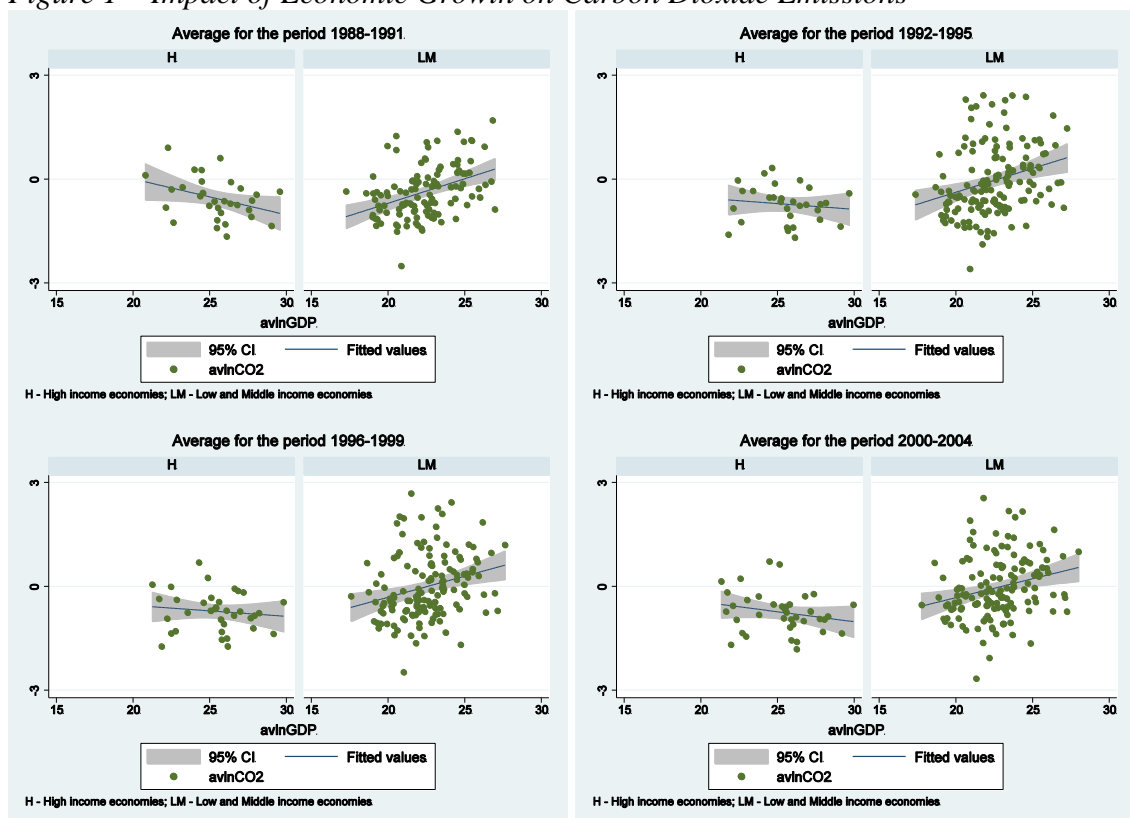 Figure 1 – Impact of Economic Growth on Carbon Dioxide Emissions
Average for the period 1988-1991
H LM
3
0
-3
15 20 25 30 15 20 25 30
avlnGDP
95% CI Fitted values
avlnCO2
H - High income economies; LM - Low and Middle income economies
Average for the period 1992-1995
H LM
3
0
-3
15 20 25 30 15 20 25 30
avlnGDP
95% CI Fitted values
avlnCO2
H - High income economies; LM - Low and Middle income economies
Average for the period 1996-1999
H LM
3
0
-3
15 20 25 30 15 20 25 30
avlnGDP
95% CI Fitted values
avlnCO2
H - High income economies; LM - Low and Middle income economies
Average for the period 2000-2004
H LM
3
0
-3
15 20 25 30 15 20 25 30
avlnGDP
95% CI Fitted values
avlnCO2
H - High income economies; LM - Low and Middle income economies